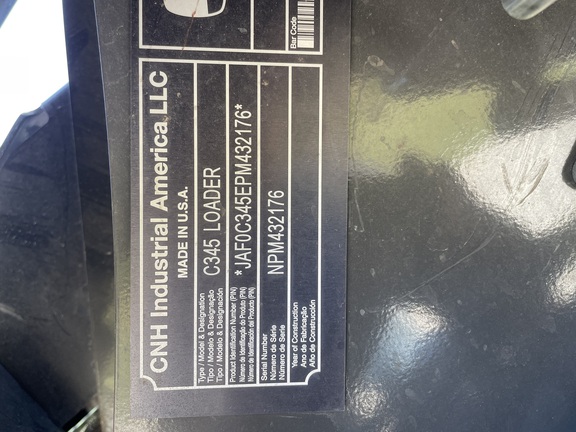 Bar Code
CNH Industrial America LLC
MADE IN U.S.A.
Type / Model & Designation
Tipo / Modelo & Designação
Tipo / Modelo & Designación
C345 LOADER
Product Identification Number (PIN)
Número de Identificação do Produto (PIN)
Número de Identificación del Producto (PIN)
*JAF0C345EPM432176*
Serial Number
Número de Série
Número de Serie
NPM432176
Year of Construction
Ano de Fabricação
Año de Construcción